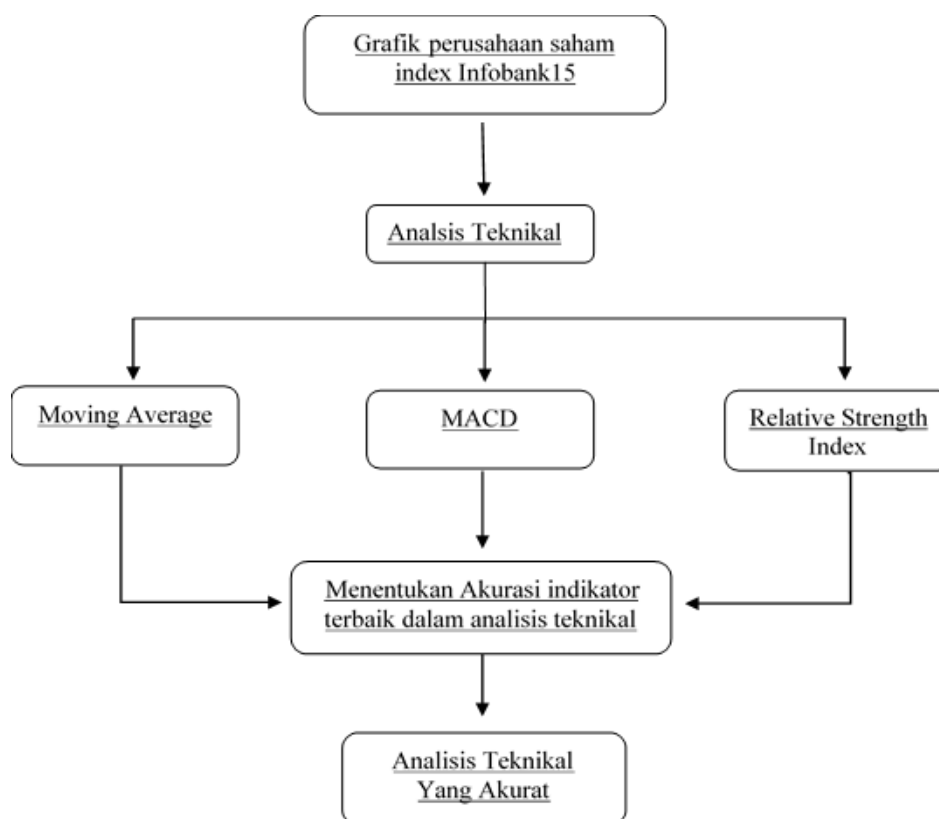 Grafik perusahaan saham
index Infobank15
Analsis Teknikal
Moving Average
MACD
Relative Strength
Index
Menentukan Akurasi indikator
terbaik dalam analisis teknikal
Analisis Teknikal
Yang Akurat